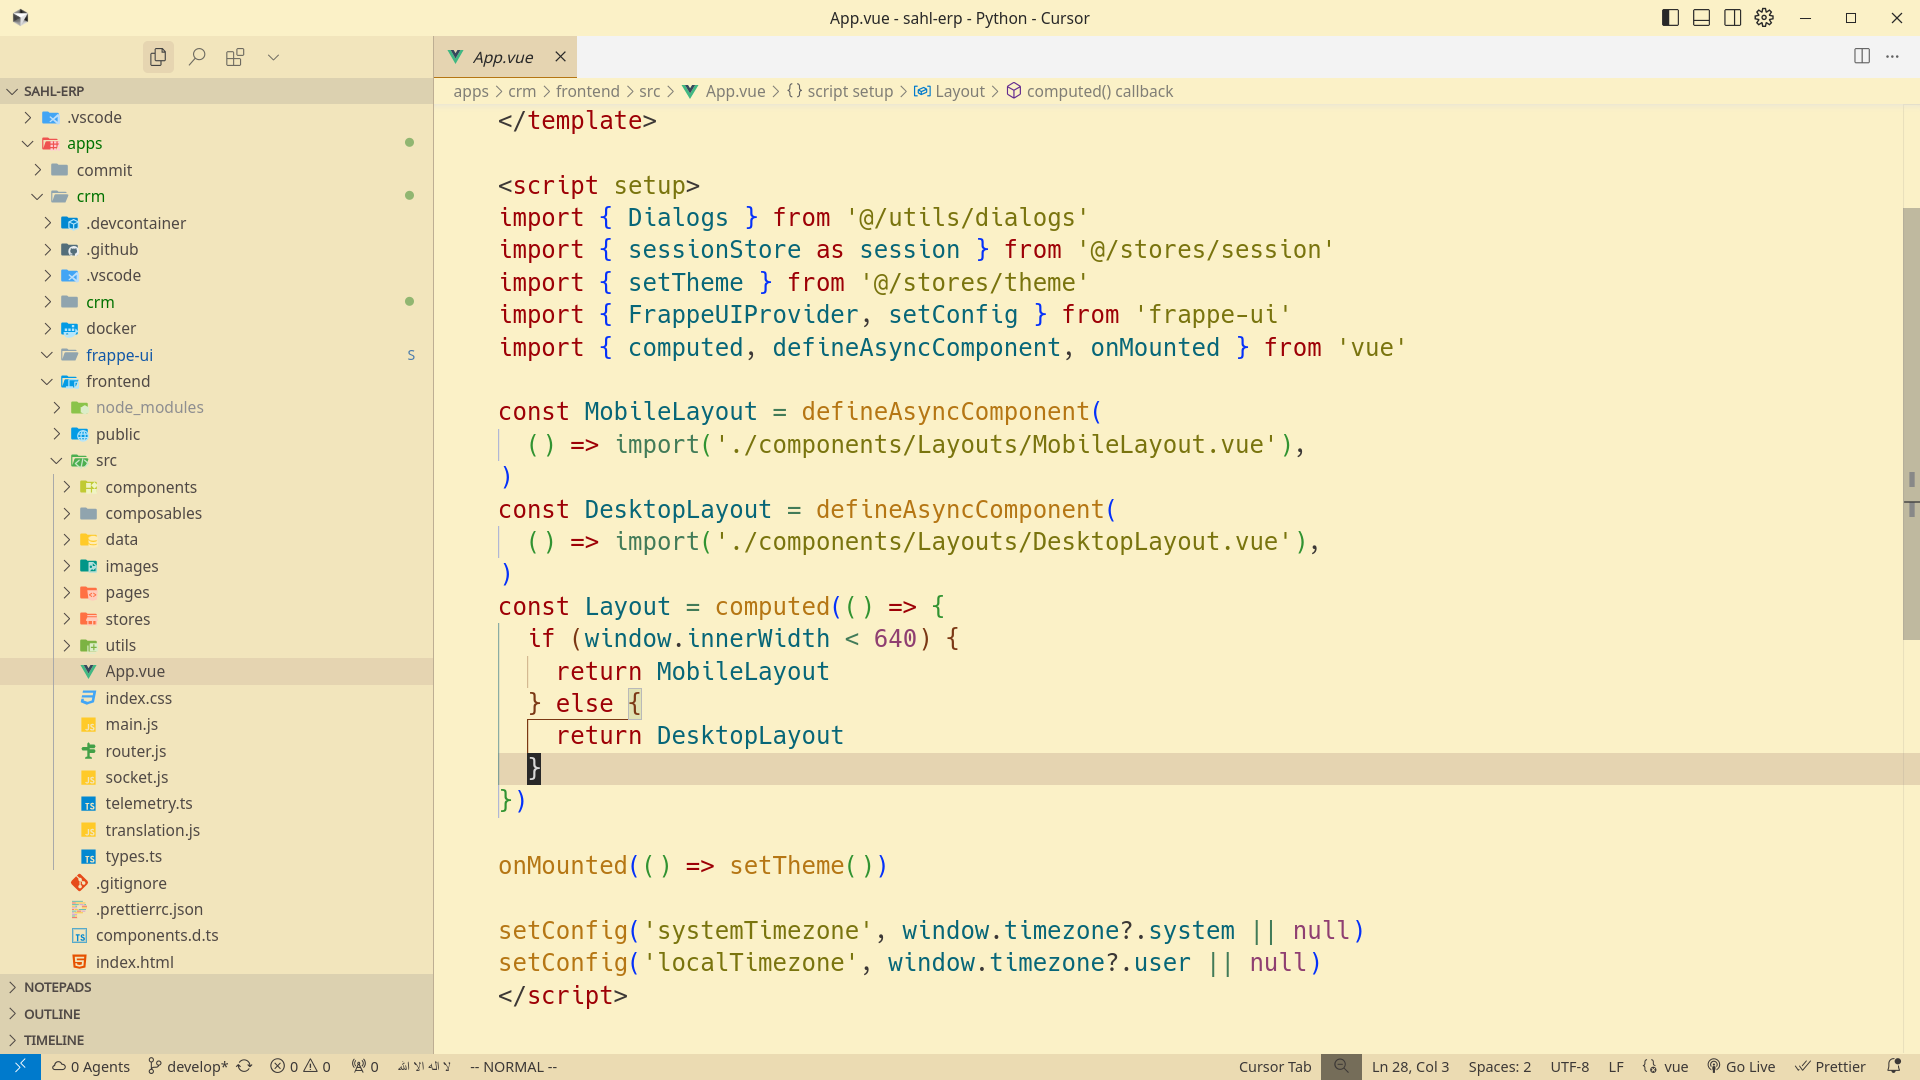 App.vue - sahl-erp - Python - Cursor
App.vue
SAHL-ERP
apps > crm > frontend > src > App.vue > {} script setup > Layout > computed() callback
.vscode
apps
commit
crm
.devcontainer
.github
.vscode
crm
docker
frappe-ui S
frontend
node_modules
public
src
components
composables
data
images
pages
stores
utils
App.vue
index.css
main.js
router.js
socket.js
telemetry.ts
translation.js
types.ts
.gitignore
.prettierrc.json
components.d.ts
index.html
NOTEPADS
OUTLINE
TIMELINE
</template>
<script setup>
import { Dialogs } from '@/utils/dialogs'
import { sessionStore as session } from '@/stores/session'
import { setTheme } from '@/stores/theme'
import { FrappeUIProvider, setConfig } from 'frappe-ui'
import { computed, defineAsyncComponent, onMounted } from 'vue'
const MobileLayout = defineAsyncComponent(
  () => import('./components/Layouts/MobileLayout.vue'),
)
const DesktopLayout = defineAsyncComponent(
  () => import('./components/Layouts/DesktopLayout.vue'),
)
const Layout = computed(() => {
  if (window.innerWidth < 640) {
    return MobileLayout
  } else {
    return DesktopLayout
  }
})
onMounted(() => setTheme())
setConfig('systemTimezone', window.timezone?.system || null)
setConfig('localTimezone', window.timezone?.user || null)
</script>
0 Agents develop* 0 0 0 لا اله الا الله -- NORMAL -- Cursor Tab Ln 28, Col 3 Spaces: 2 UTF-8 LF vue Go Live Prettier